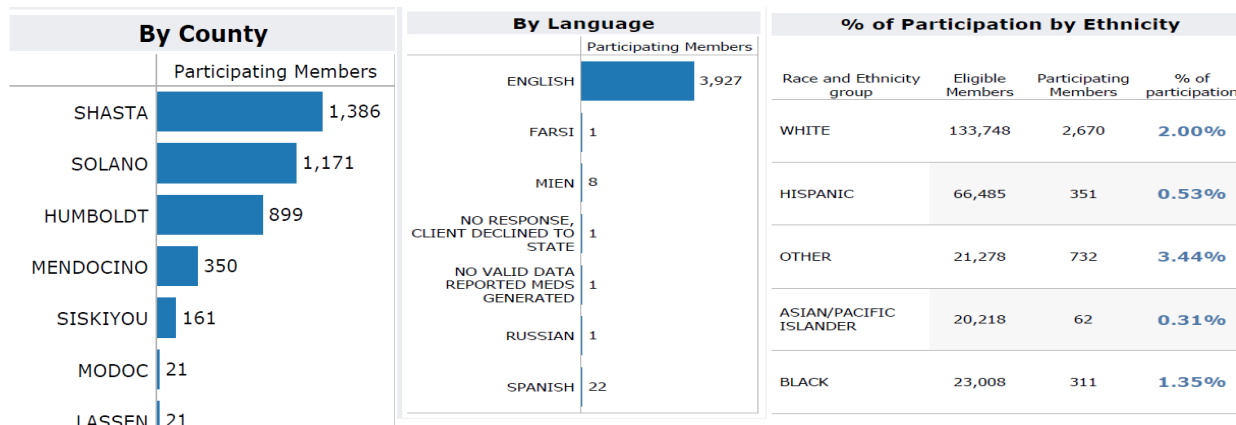 By County
Participating Members
SHASTA 1,386
SOLANO 1,171
HUMBOLDT 899
MENDOCINO 350
SISKIYOU 161
MODOC 21
LASSEN 21
By Language
Participating Members
ENGLISH 3,927
FARSI 1
MIEN 8
NO RESPONSE,
CLIENT DECLINED TO 1
STATE
NO VALID DATA
REPORTED MEDS 1
GENERATED
RUSSIAN 1
SPANISH 22
% of Participation by Ethnicity
Race and Ethnicity group Eligible Members Participating Members % of participation
WHITE 133,748 2,670 2.00%
HISPANIC 66,485 351 0.53%
OTHER 21,278 732 3.44%
ASIAN/PACIFIC
ISLANDER 20,218 62 0.31%
BLACK 23,008 311 1.35%